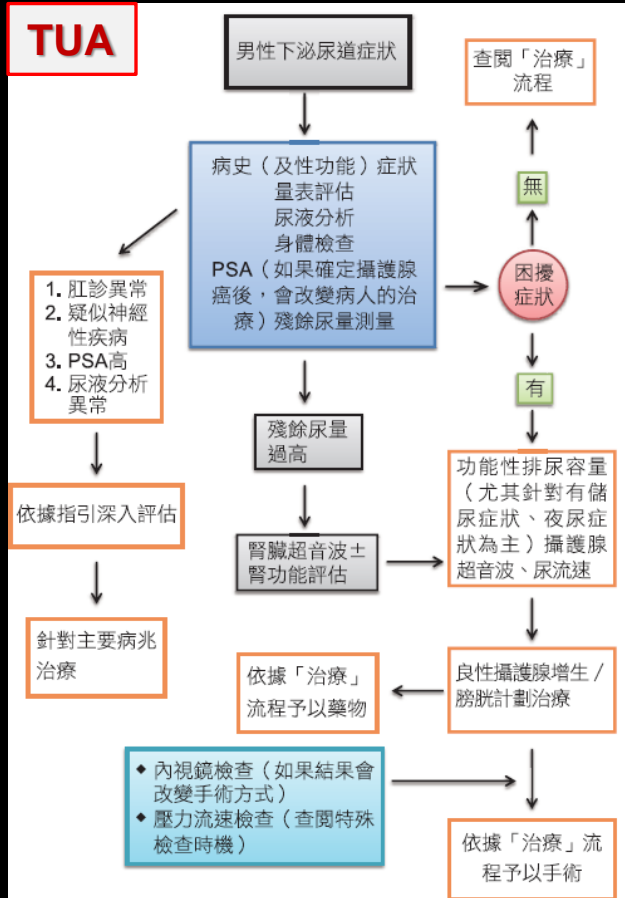 TUA
男性下泌尿道症狀
查閱「治療」
流程
病史（及性功能）症狀
量表評估
尿液分析
身體檢查
PSA（如果確定攝護腺
癌後，會改變病人的治
療）殘餘尿量測量
無
困擾
症狀
有
1. 肛診異常
2. 疑似神經
性疾病
3. PSA高
4. 尿液分析
異常
殘餘尿量
過高
功能性排尿容量
（尤其針對有儲
尿症狀、夜尿症
狀為主）攝護腺
超音波、尿流速
依據指引深入評估
腎臟超音波±
腎功能評估
針對主要病兆
治療
依據「治療」
流程予以藥物
良性攝護腺增生／
膀胱計劃治療
◆ 內視鏡檢查（如果結果會
改變手術方式）
◆ 壓力流速檢查（查閱特殊
檢查時機）
依據「治療」流
程予以手術